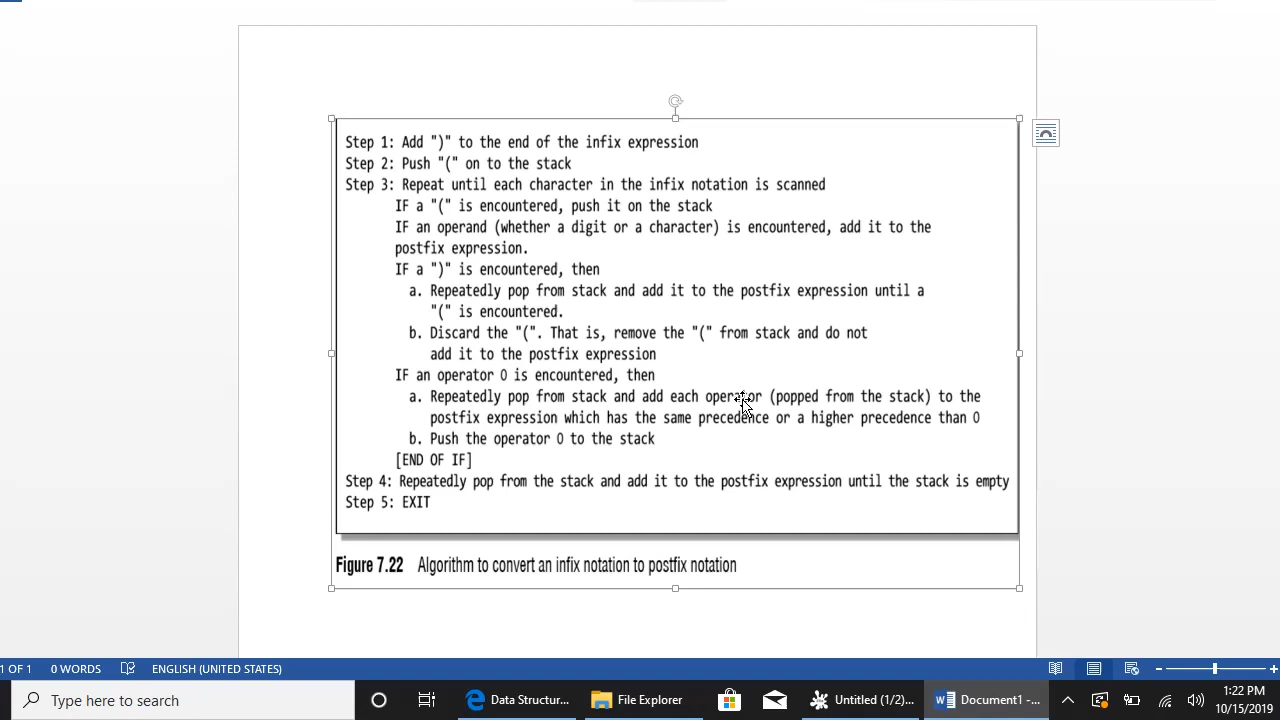 Step 1: Add ")" to the end of the infix expression
Step 2: Push "(" on to the stack
Step 3: Repeat until each character in the infix notation is scanned
IF a "(" is encountered, push it on the stack
IF an operand (whether a digit or a character) is encountered, add it to the
postfix expression.
IF a ")" is encountered, then
a. Repeatedly pop from stack and add it to the postfix expression until a
"(" is encountered.
b. Discard the "(". That is, remove the "(" from stack and do not
add it to the postfix expression
IF an operator O is encountered, then
a. Repeatedly pop from stack and add each operator (popped from the stack) to the
postfix expression which has the same precedence or a higher precedence than O
b. Push the operator O to the stack
[END OF IF]
Step 4: Repeatedly pop from the stack and add it to the postfix expression until the stack is empty
Step 5: EXIT
Figure 7.22 Algorithm to convert an infix notation to postfix notation
1 OF 1 0 WORDS ENGLISH (UNITED STATES)
Type here to search Data Structur... File Explorer Untitled (1/2)... Document1 -... 1:22 PM
10/15/2019